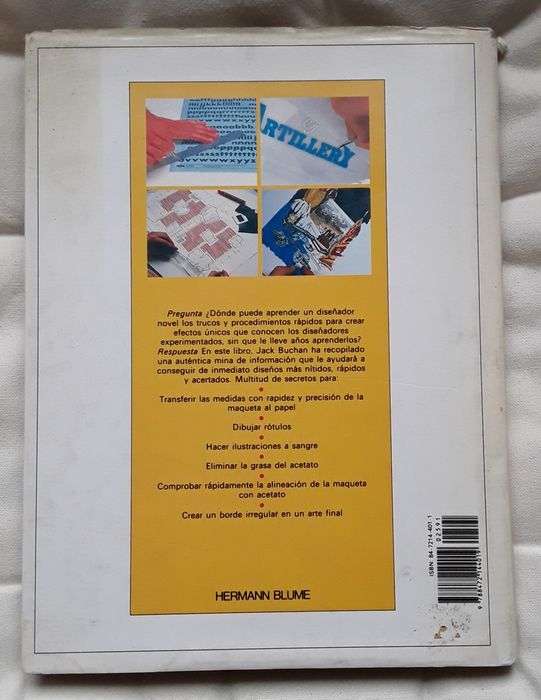 ARTILLERY
Pregunta ¿Dónde puede aprender un diseñador
novel los trucos y procedimientos rápidos para crear
efectos únicos que conocen los diseñadores
experimentados, sin que le lleve años aprenderlos?
Respuesta En este libro, Jack Buchan ha recopilado
una auténtica mina de información que le ayudará a
conseguir de inmediato diseños más nítidos, rápidos
y acertados. Multitud de secretos para:
Transferir las medidas con rapidez y precisión de la
maqueta al papel
Dibujar rótulos
Hacer ilustraciones a sangre
Eliminar la grasa del acetato
Comprobar rápidamente la alineación de la maqueta
con acetato
Crear un borde irregular en un arte final
HERMANN BLUME
ISBN 84-7214-401-1
02591
9 788472 144019